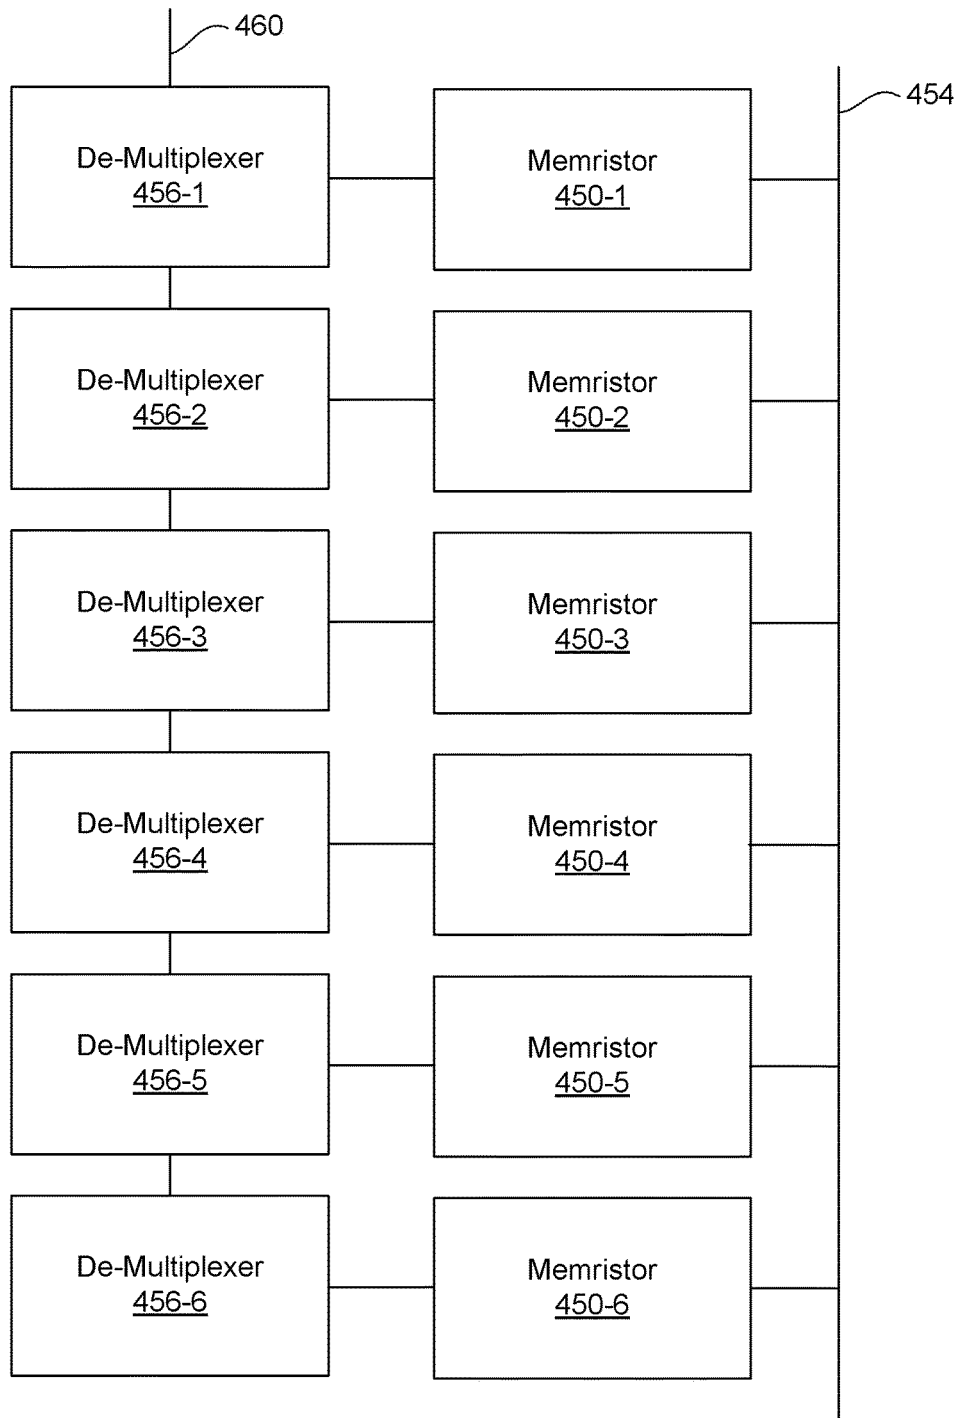 460
454
De-Multiplexer
456-1
Memristor
450-1
De-Multiplexer
456-2
Memristor
450-2
De-Multiplexer
456-3
Memristor
450-3
De-Multiplexer
456-4
Memristor
450-4
De-Multiplexer
456-5
Memristor
450-5
De-Multiplexer
456-6
Memristor
450-6